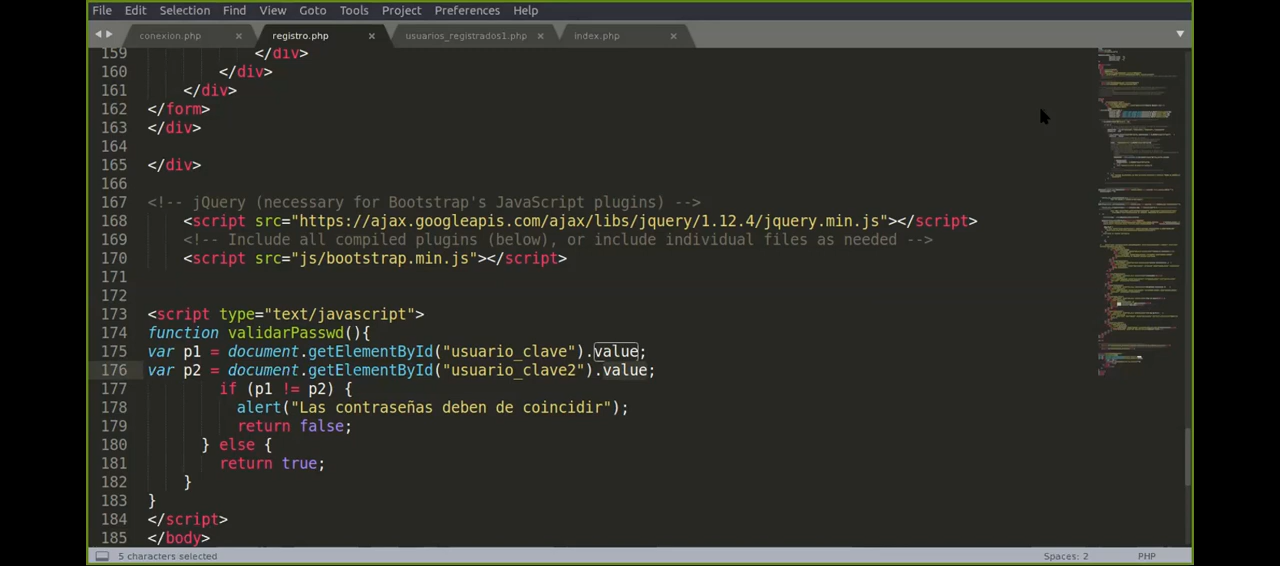 File Edit Selection Find View Goto Tools Project Preferences Help
conexion.php × registro.php × usuarios_registrados1.php × index.php ×
159 </div>
160 </div>
161 </div>
162 </form>
163 </div>
164
165 </div>
166
167 <!-- jQuery (necessary for Bootstrap's JavaScript plugins) -->
168 <script src="https://ajax.googleapis.com/ajax/libs/jquery/1.12.4/jquery.min.js"></script>
169 <!-- Include all compiled plugins (below), or include individual files as needed -->
170 <script src="js/bootstrap.min.js"></script>
171
172
173 <script type="text/javascript">
174 function validarPasswd(){
175 var p1 = document.getElementById("usuario_clave").value;
176 var p2 = document.getElementById("usuario_clave2").value;
177 if (p1 != p2) {
178 alert("Las contraseñas deben de coincidir");
179 return false;
180 } else {
181 return true;
182 }
183 }
184 </script>
185 </body>
5 characters selected Spaces: 2 PHP